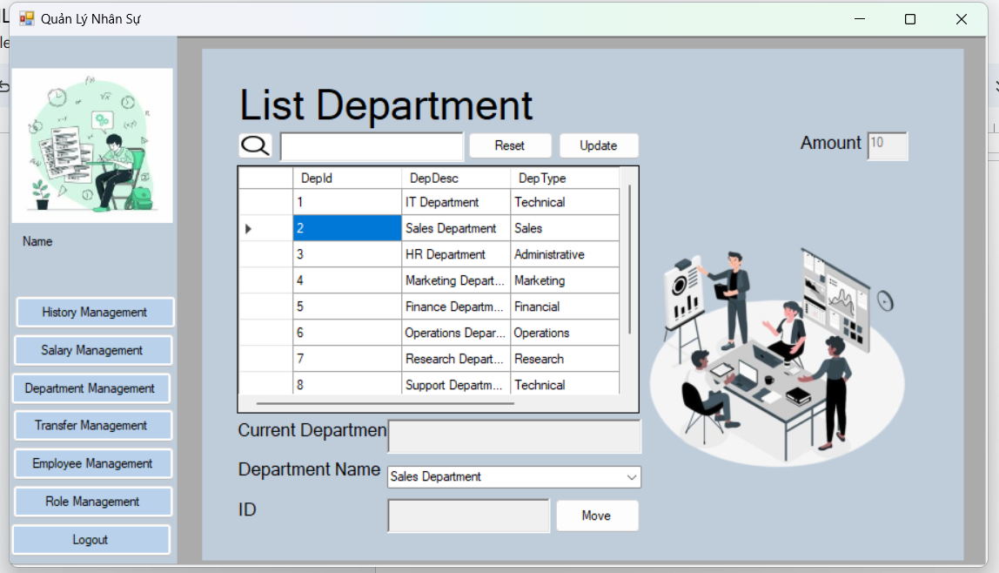 Quản Lý Nhân Sự
List Department
Reset
Update
Amount 10
DepId DepDesc DepType
1 IT Department Technical
2 Sales Department Sales
3 HR Department Administrative
4 Marketing Depart... Marketing
5 Finance Departm... Financial
6 Operations Depar... Operations
7 Research Depart... Research
8 Support Departm... Technical
Current Departmen
Department Name Sales Department
ID
Move
Name
History Management
Salary Management
Department Management
Transfer Management
Employee Management
Role Management
Logout